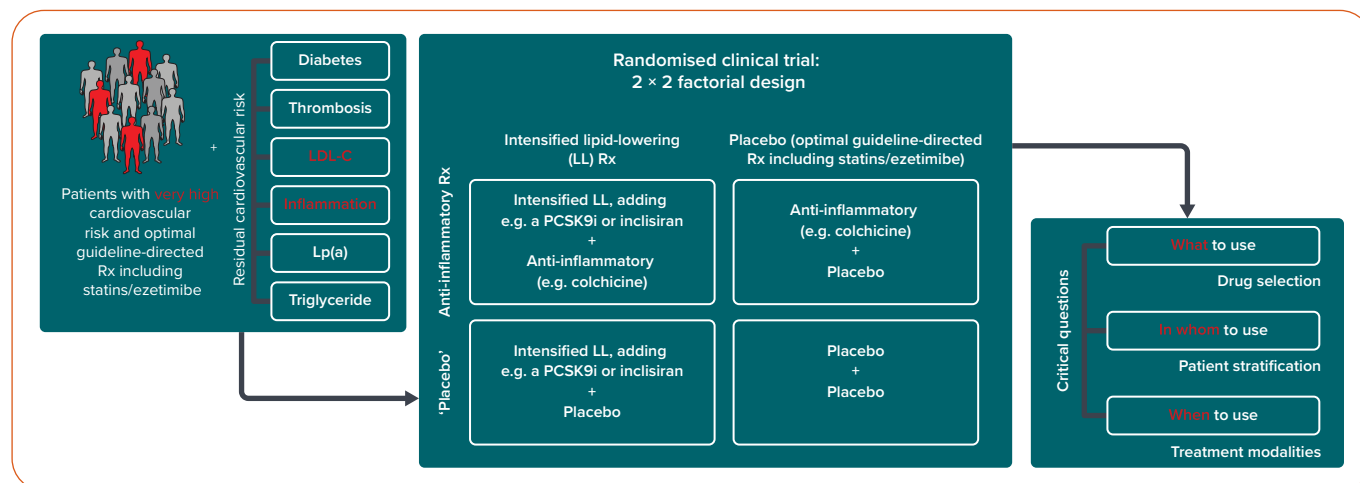 Patients with very high
cardiovascular
risk and optimal
guideline-directed
Rx including
statins/ezetimibe
+
Residual cardiovascular risk
Diabetes
Thrombosis
LDL-C
Inflammation
Lp(a)
Triglyceride
Randomised clinical trial:
2 × 2 factorial design
Intensified lipid-lowering
(LL) Rx
Placebo (optimal guideline-directed
Rx including statins/ezetimibe)
Anti-inflammatory Rx
Intensified LL, adding
e.g. a PCSK9i or inclisiran
+
Anti-inflammatory
(e.g. colchicine)
Anti-inflammatory
(e.g. colchicine)
+
Placebo
'Placebo'
Intensified LL, adding
e.g. a PCSK9i or inclisiran
+
Placebo
Placebo
+
Placebo
Critical questions
What to use
Drug selection
In whom to use
Patient stratification
When to use
Treatment modalities